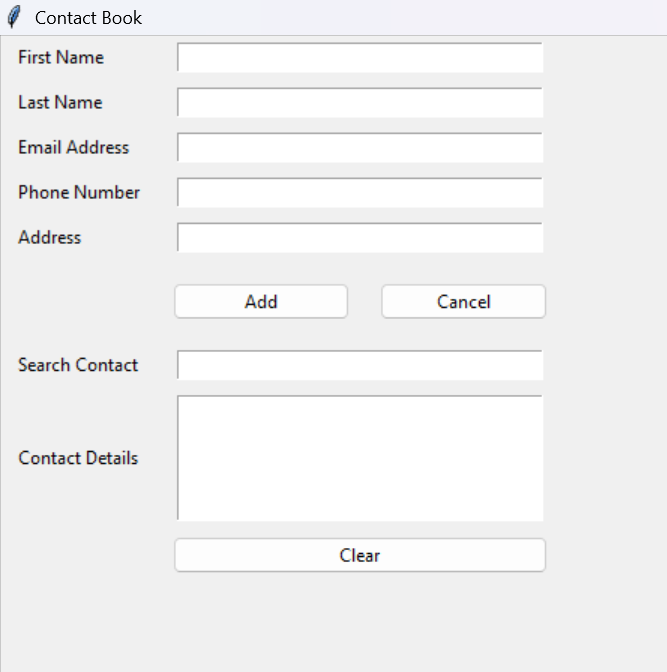 Contact Book
First Name
Last Name
Email Address
Phone Number
Address
Add Cancel
Search Contact
Contact Details
Clear